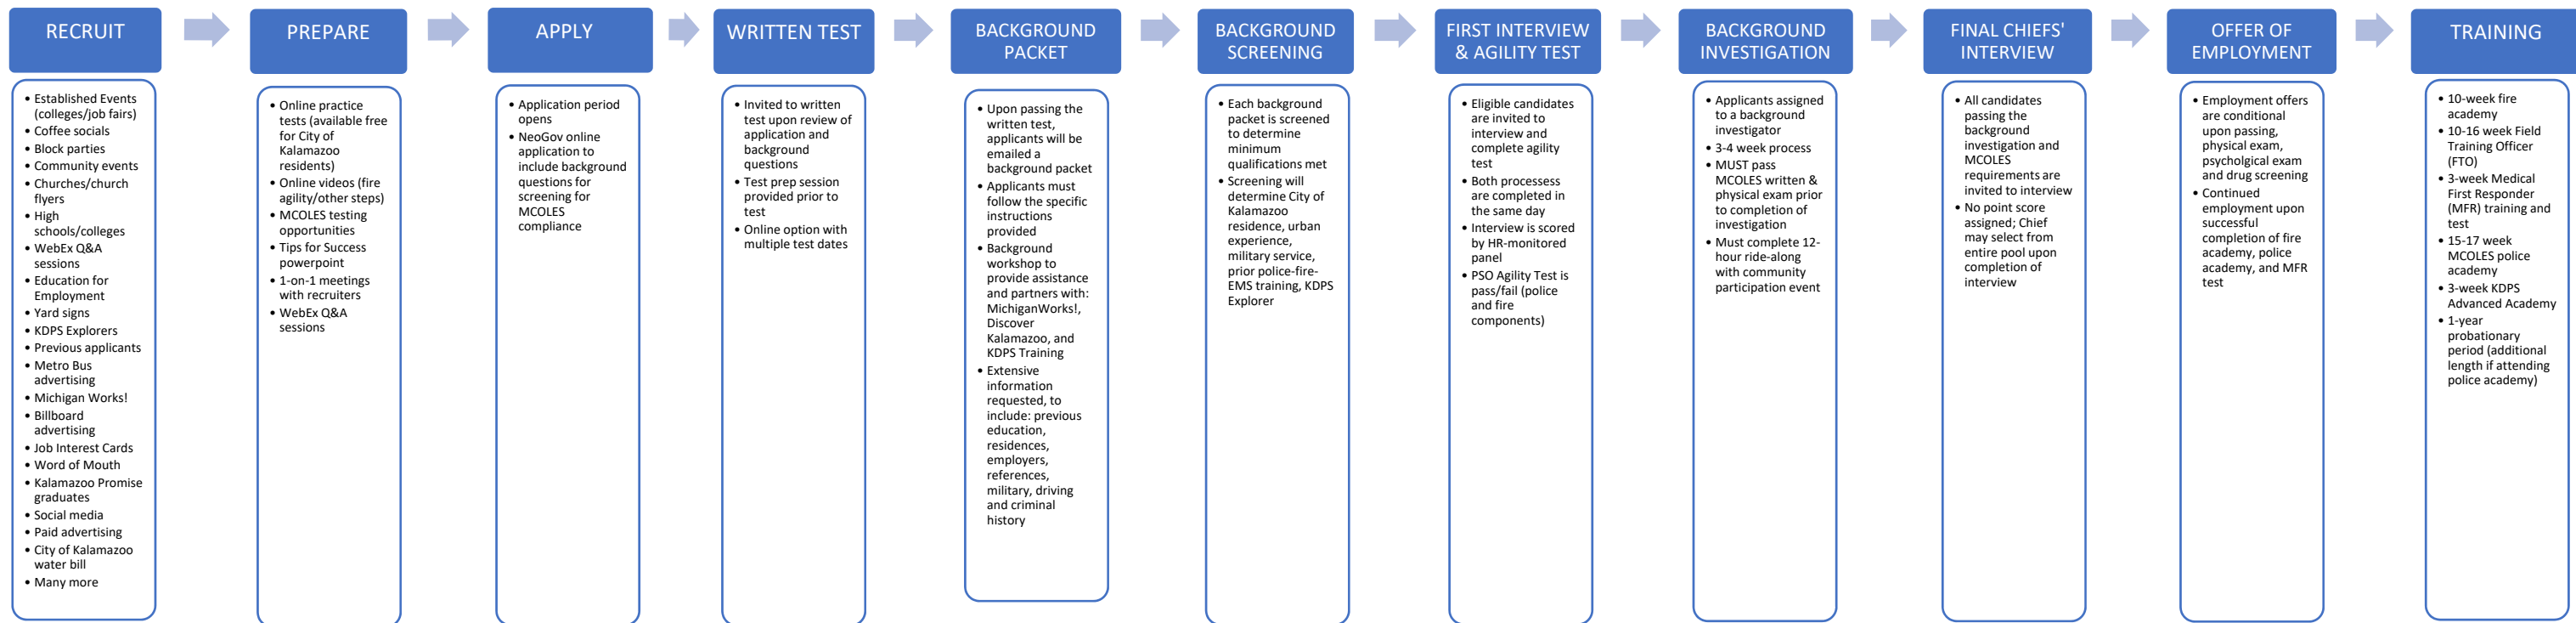 RECRUIT
• Established Events
(colleges/job fairs)
• Coffee socials
• Block parties
• Community events
• Churches/church
flyers
• High
schools/colleges
• WebEx Q&A
sessions
• Education for
Employment
• Yard signs
• KDPS Explorers
• Previous applicants
• Metro Bus
advertising
• Michigan Works!
• Billboard
advertising
• Job Interest Cards
• Word of Mouth
• Kalamazoo Promise
graduates
• Social media
• Paid advertising
• City of Kalamazoo
water bill
• Many more
PREPARE
• Online practice
tests (available free
for City of
Kalamazoo
residents)
• Online videos (fire
agility/other steps)
• MCOLES testing
opportunities
• Tips for Success
powerpoint
• 1-on-1 meetings
with recruiters
• WebEx Q&A
sessions
APPLY
• Application period
opens
• NeoGov online
application to
include background
questions for
screening for
MCOLES
compliance
WRITTEN TEST
• Invited to written
test upon review of
application and
background
questions
• Test prep session
provided prior to
test
• Online option with
multiple test dates
BACKGROUND
PACKET
• Upon passing the
written test,
applicants will be
emailed a
background packet
• Applicants must
follow the specific
instructions
provided
• Background
workshop to
provide assistance
and partners with:
MichiganWorks!,
Discover
Kalamazoo, and
KDPS Training
• Extensive
information
requested, to
include: previous
education,
residences,
employers,
references,
military, driving
and criminal
history
BACKGROUND
SCREENING
• Each background
packet is screened
to determine
minimum
qualifications met
• Screening will
determine City of
Kalamazoo
residence, urban
experience,
military service,
prior police-fire-
EMS training, KDPS
Explorer
FIRST INTERVIEW
& AGILITY TEST
• Eligible candidates
are invited to
interview and
complete agility
test
• Both processess
are completed in
the same day
• Interview is scored
by HR-monitored
panel
• PSO Agility Test is
pass/fail (police
and fire
components)
BACKGROUND
INVESTIGATION
• Applicants assigned
to a background
investigator
• 3-4 week process
• MUST pass
MCOLES written &
physical exam prior
to completion of
investigation
• Must complete 12-
hour ride-along
with community
participation event
FINAL CHIEFS'
INTERVIEW
• All candidates
passing the
background
investigation and
MCOLES
requirements are
invited to interview
• No point score
assigned; Chief
may select from
entire pool upon
completion of
interview
OFFER OF
EMPLOYMENT
• Employment offers
are conditional
upon passing,
physical exam,
psycholgical exam
and drug screening
• Continued
employment upon
successful
completion of fire
academy, police
academy, and MFR
test
TRAINING
• 10-week fire
academy
• 10-16 week Field
Training Officer
(FTO)
• 3-week Medical
First Responder
(MFR) training and
test
• 15-17 week
MCOLES police
academy
• 3-week KDPS
Advanced Academy
• 1-year
probationary
period (additional
length if attending
police academy)